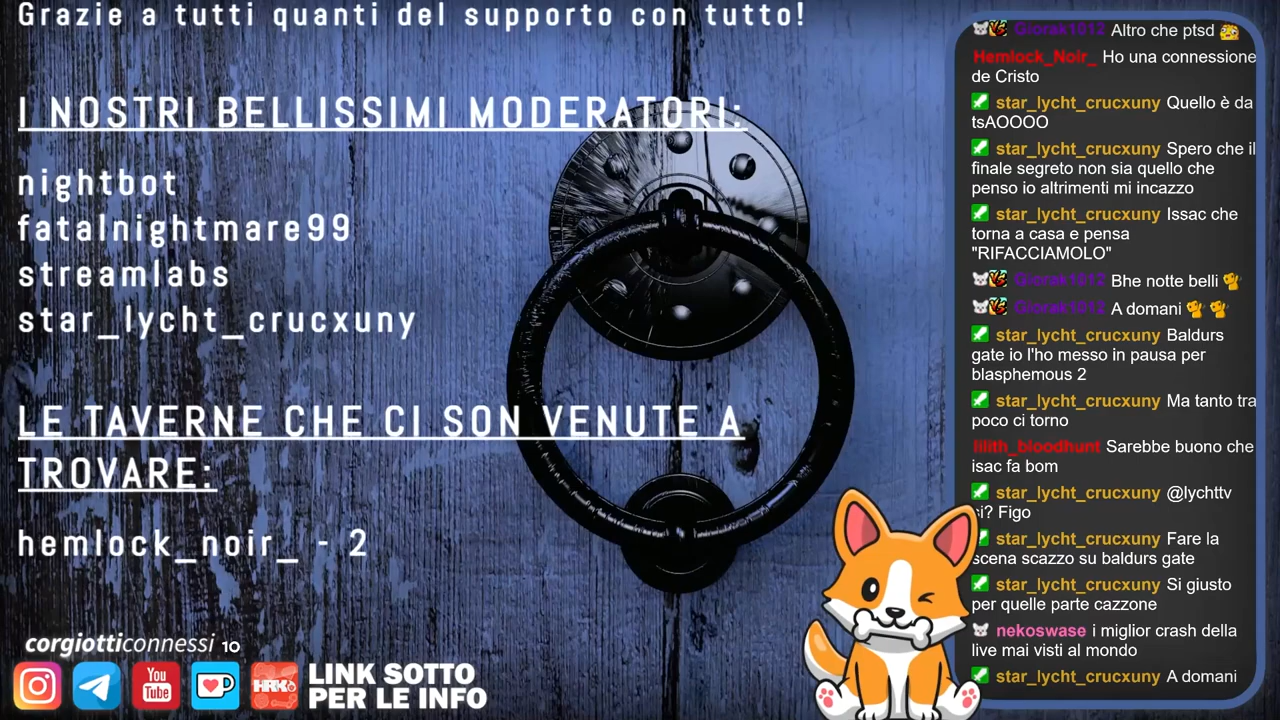 Grazie a tutti quanti del supporto con tutto!
I NOSTRI BELLISSIMI MODERATORI:
nightbot
fatalnightmare99
streamlabs
star_lycht_crucxuny
LE TAVERNE CHE CI SON VENUTE A
TROVARE:
hemlock_noir_ - 2
corgiotticonnessi 10
You
Tube
HRK
LINK SOTTO
PER LE INFO
Giorak1012 Altro che ptsd
Hemlock_Noir_ Ho una connessione
de Cristo
star_lycht_crucxuny Quello è da
tsAOOOO
star_lycht_crucxuny Spero che il
finale segreto non sia quello che
penso io altrimenti mi incazzo
star_lycht_crucxuny Issac che
torna a casa e pensa
"RIFACCIAMOLO"
Giorak1012 Bhe notte belli
Giorak1012 A domani
star_lycht_crucxuny Baldurs
gate io l'ho messo in pausa per
blasphemous 2
star_lycht_crucxuny Ma tanto tra
poco ci torno
lilith_bloodhunt Sarebbe buono che
isac fa bom
star_lycht_crucxuny @lychttv
si? Figo
star_lycht_crucxuny Fare la
scena scazzo su baldurs gate
star_lycht_crucxuny Si giusto
per quelle parte cazzone
nekoswase i miglior crash della
live mai visti al mondo
star_lycht_crucxuny A domani